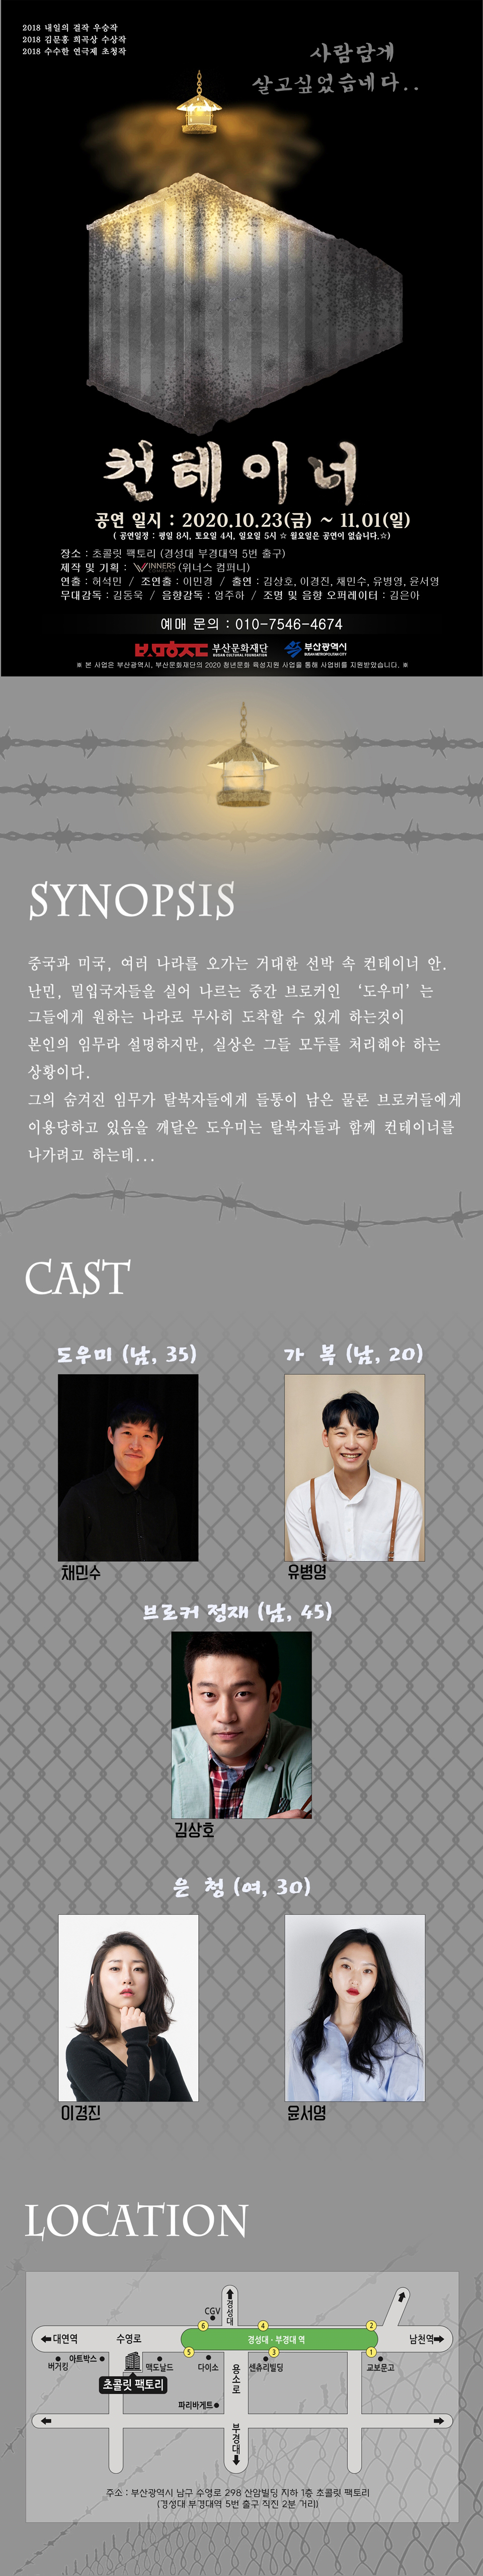 2018 내일의 걸작 우승작
2018 김문홍 희곡상 수상작
2018 수수한 연극제 초청작
사람답게
살고싶었습네다..
컨테이너
공연 일시 : 2020.10.23(금) ~ 11.01(일)
( 공연일정 : 평일 8시, 토요일 4시, 일요일 5시 ☆ 월요일은 공연이 없습니다.☆)
장소 : 초콜릿 팩토리 (경성대 부경대역 5번 출구)
제작 및 기획 : WINNERS COMPANY (위너스 컴퍼니)
연출 : 허석민 / 조연출 : 이민경 / 출연 : 김상호, 이경진, 채민수, 유병영, 윤서영
무대감독 : 김동욱 / 음향감독 : 엄주하 / 조명 및 음향 오퍼레이터 : 김은아
예매 문의 : 010-7546-4674
부산문화재단 BUSAN CULTURAL FOUNDATION 부산광역시 BUSAN METROPOLITAN CITY
※ 본 사업은 부산광역시, 부산문화재단의 2020 청년문화 육성지원 사업을 통해 사업비를 지원받았습니다. ※
SYNOPSIS
중국과 미국, 여러 나라를 오가는 거대한 선박 속 컨테이너 안.
난민, 밀입국자들을 실어 나르는 중간 브로커인 ‘도우미’ 는
그들에게 원하는 나라로 무사히 도착할 수 있게 하는것이
본인의 임무라 설명하지만, 실상은 그들 모두를 처리해야 하는
상황이다.
그의 숨겨진 임무가 탈북자들에게 들통이 남은 물론 브로커들에게
이용당하고 있음을 깨달은 도우미는 탈북자들과 함께 컨테이너를
나가려고 하는데...
CAST
도우미 (남, 35)
가 복 (남, 20)
채민수
유병영
브로커 정재 (남, 45)
김상호
은 청 (여, 30)
이경진
윤서영
LOCATION
경성대
CGV
6
4
2
대연역
수영로
경성대 · 부경대 역
남천역
5
3
1
버거킹
아트박스
맥도날드
다이소
센츄리빌딩
교보문고
초콜릿 팩토리
용소로
파리바게트
부경대
주소 : 부산광역시 남구 수영로 298 산암빌딩 지하 1층 초콜릿 팩토리
(경성대 부경대역 5번 출구 직진 2분 거리)